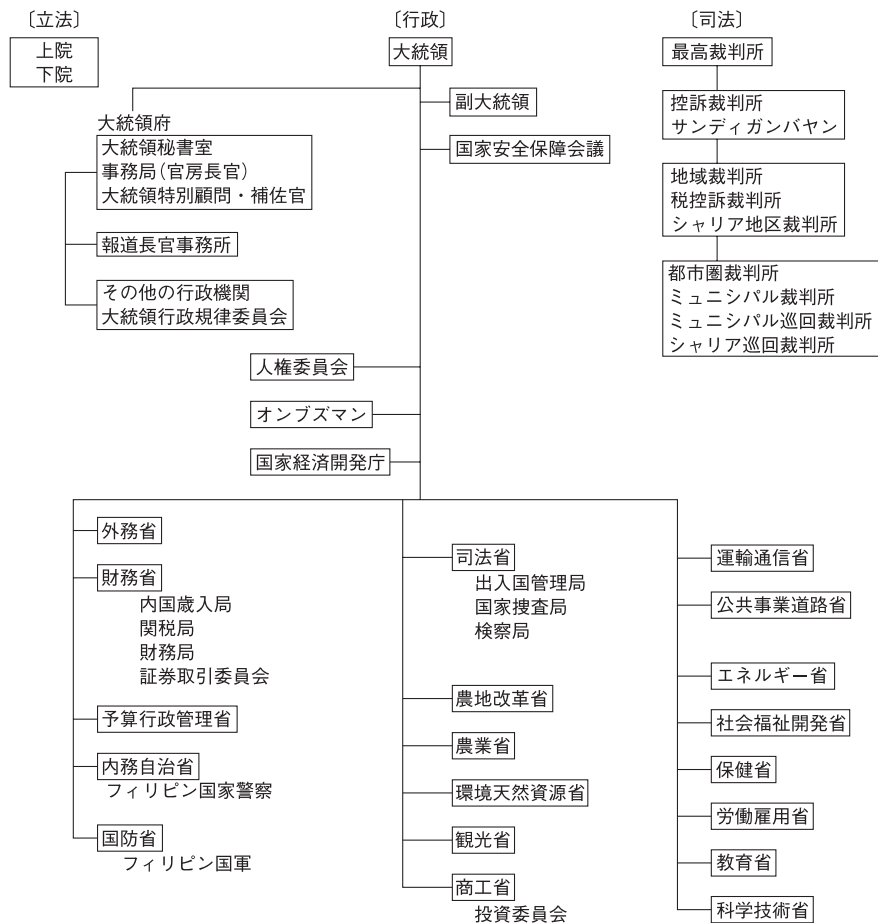 〔立法〕
上院
下院
〔行政〕
大統領
副大統領
国家安全保障会議
大統領府
大統領秘書室
事務局(官房長官)
大統領特別顧問・補佐官
報道長官事務所
その他の行政機関
大統領行政規律委員会
人権委員会
オンブズマン
国家経済開発庁
〔司法〕
最高裁判所
控訴裁判所
サンディガンバヤン
地域裁判所
税控訴裁判所
シャリア地区裁判所
都市圏裁判所
ミュニシパル裁判所
ミュニシパル巡回裁判所
シャリア巡回裁判所
外務省
財務省
内国歳入局
関税局
財務局
証券取引委員会
予算行政管理省
内務自治省
フィリピン国家警察
国防省
フィリピン国軍
司法省
出入国管理局
国家捜査局
検察局
農地改革省
農業省
環境天然資源省
観光省
商工省
投資委員会
運輸通信省
公共事業道路省
エネルギー省
社会福祉開発省
保健省
労働雇用省
教育省
科学技術省